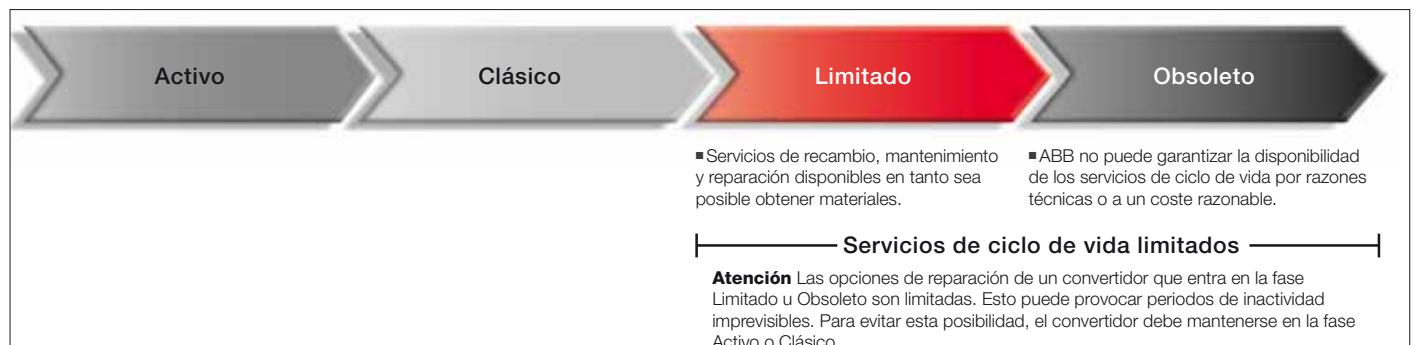 Activo
Clásico
Limitado
Obsoleto
■ Servicios de recambio, mantenimiento
y reparación disponibles en tanto sea
posible obtener materiales.
■ ABB no puede garantizar la disponibilidad
de los servicios de ciclo de vida por razones
técnicas o a un coste razonable.
Servicios de ciclo de vida limitados
Atención Las opciones de reparación de un convertidor que entra en la fase
Limitado u Obsoleto son limitadas. Esto puede provocar periodos de inactividad
imprevisibles. Para evitar esta posibilidad, el convertidor debe mantenerse en la fase
Activo o Clásico